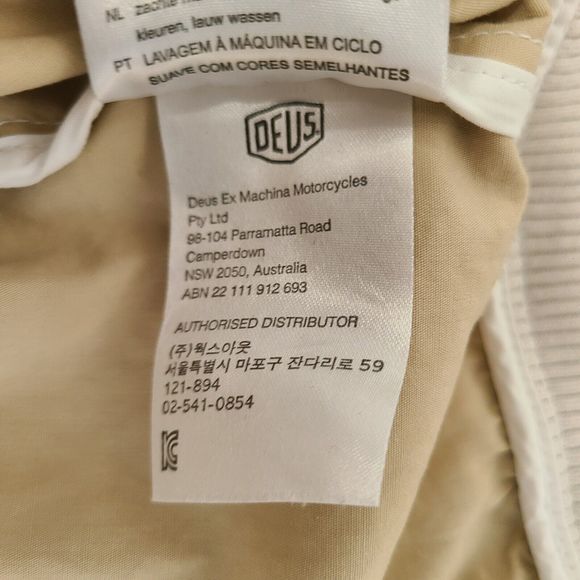 NL zachte
kleuren, lauw wassen
PT LAVAGEM À MÁQUINA EM CICLO
SUAVE COM CORES SEMELHANTES
DEUS.
Deus Ex Machina Motorcycles
Pty Ltd
98-104 Parramatta Road
Camperdown
NSW 2050, Australia
ABN 22 111 912 693
AUTHORISED DISTRIBUTOR
(주)웍스아웃
서울특별시 마포구 잔다리로 59
121-894
02-541-0854
KC